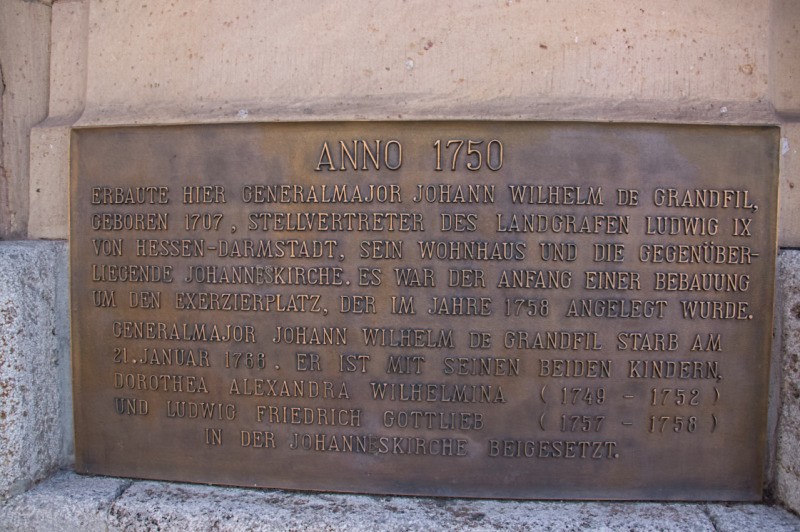 ANNO 1750
ERBAUTE HIER GENERALMAJOR JOHANN WILHELM DE GRANDFIL,
GEBOREN 1707, STELLVERTRETER DES LANDGRAFEN LUDWIG IX
VON HESSEN-DARMSTADT, SEIN WOHNHAUS UND DIE GEGENÜBER-
LIEGENDE JOHANNESKIRCHE. ES WAR DER ANFANG EINER BEBAUUNG
UM DEN EXERZIERPLATZ, DER IM JAHRE 1758 ANGELEGT WURDE.
GENERALMAJOR JOHANN WILHELM DE GRANDFIL STARB AM
21. JANUAR 1766. ER IST MIT SEINEN BEIDEN KINDERN,
DOROTHEA ALEXANDRA WILHELMINA (1749 - 1752)
UND LUDWIG FRIEDRICH GOTTLIEB (1757 - 1758)
IN DER JOHANNESKIRCHE BEIGESETZT.